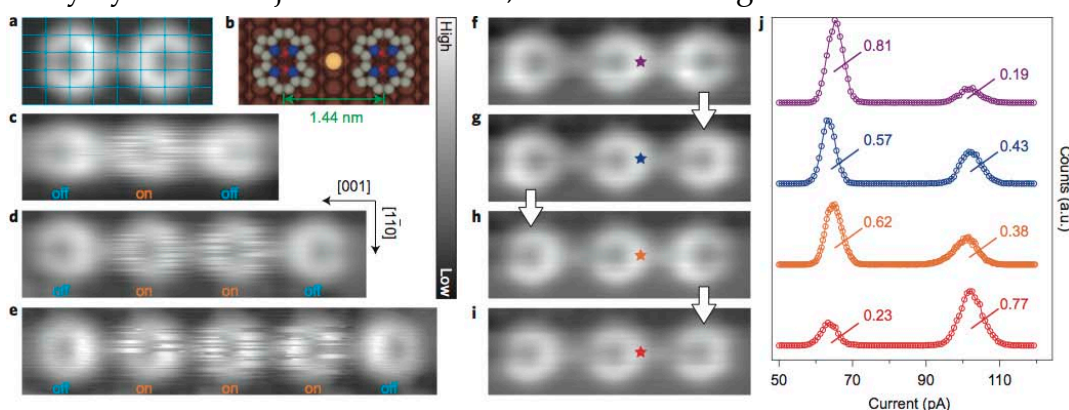 a
b
1.44 nm
c
off on off
[001]
[1̄1̄0]
d
off on on off
e
off on on on off
High
Low
f
g
h
i
j
0.81
0.19
0.57
0.43
0.62
0.38
0.23
0.77
Counts (a.u.)
50 70 90 110
Current (pA)